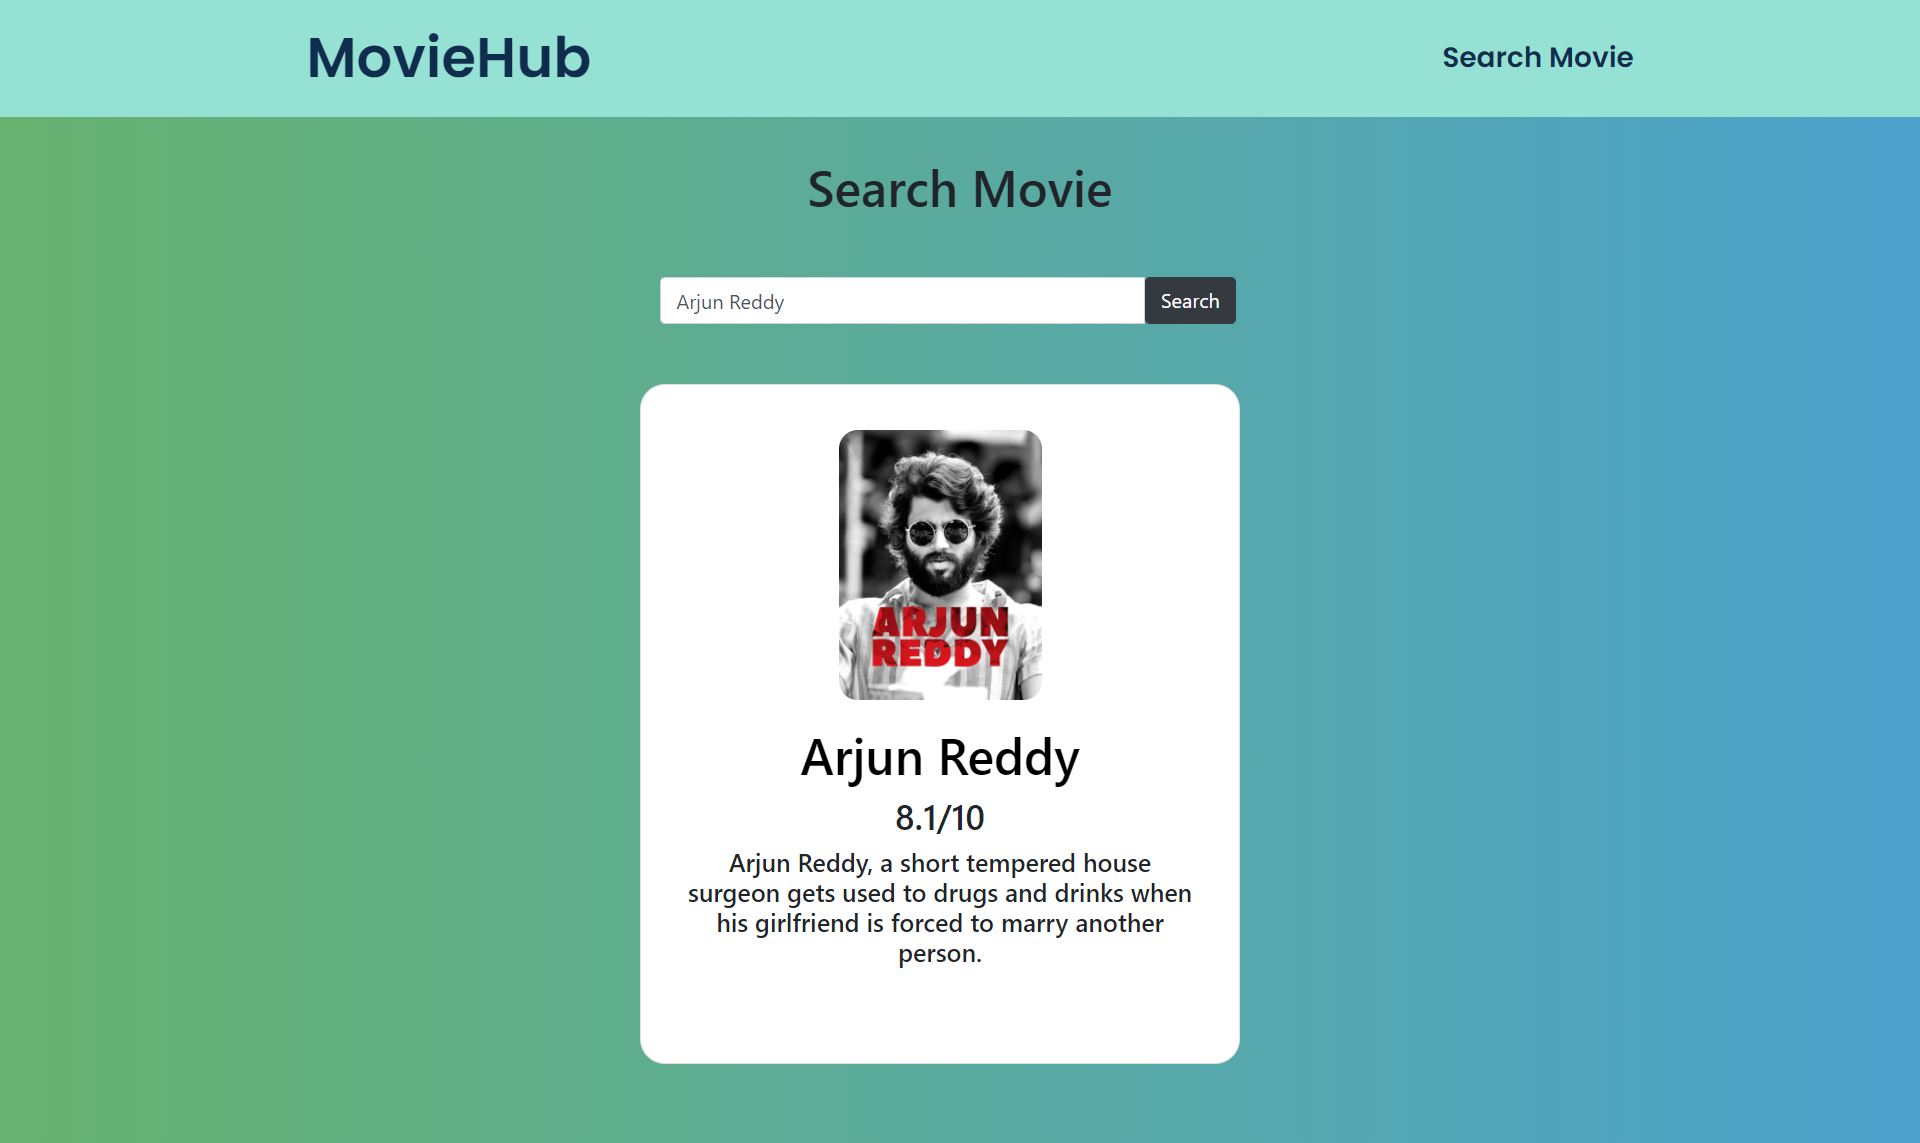 MovieHub
Search Movie
Search Movie
Arjun Reddy
Search
ARJUN
REDDY
Arjun Reddy
8.1/10
Arjun Reddy, a short tempered house
surgeon gets used to drugs and drinks when
his girlfriend is forced to marry another
person.